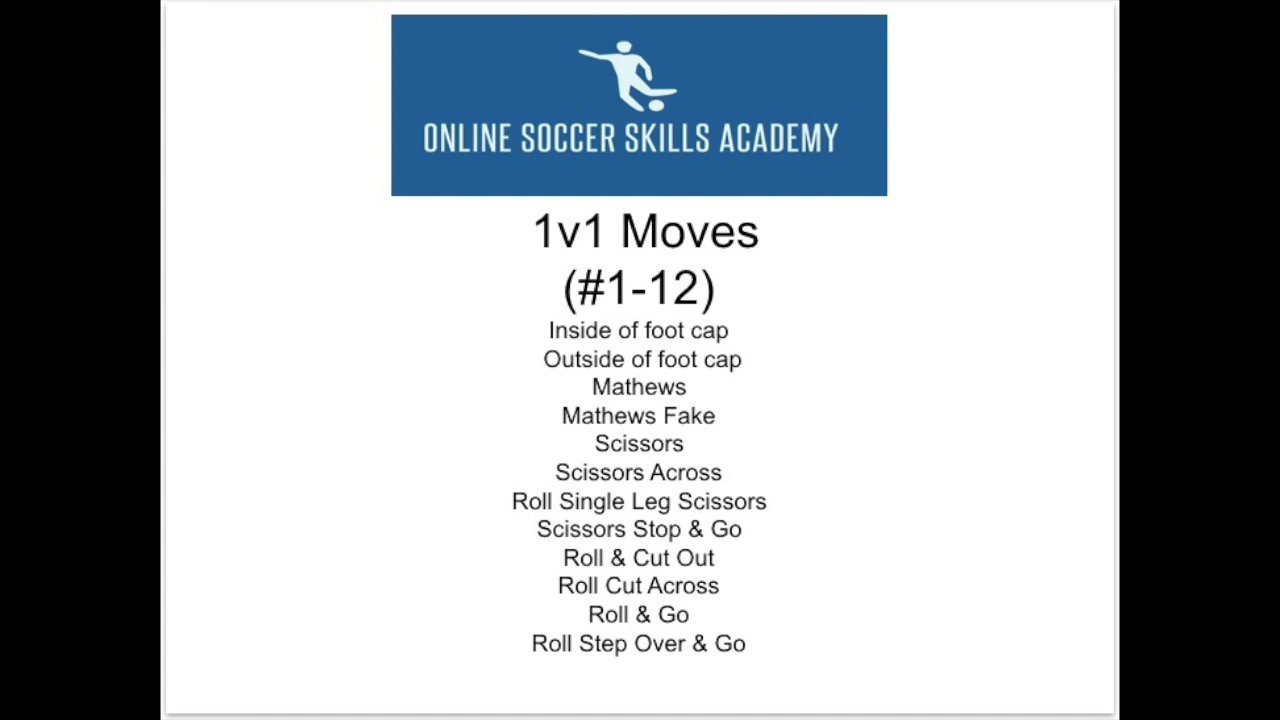 ONLINE SOCCER SKILLS ACADEMY
1v1 Moves
(#1-12)
Inside of foot cap
Outside of foot cap
Mathews
Mathews Fake
Scissors
Scissors Across
Roll Single Leg Scissors
Scissors Stop & Go
Roll & Cut Out
Roll Cut Across
Roll & Go
Roll Step Over & Go